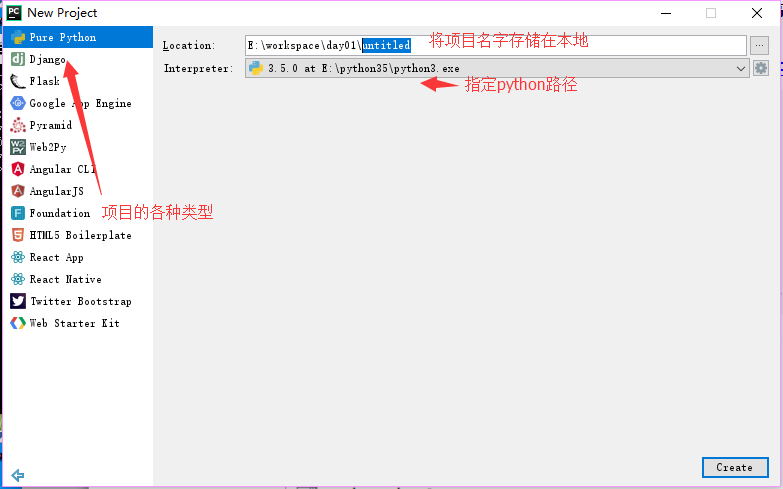 New Project
Pure Python
Django
Flask
Google App Engine
Pyramid
Web2Py
Angular CLI
AngularJS
Foundation
HTML5 Boilerplate
React App
React Native
Twitter Bootstrap
Web Starter Kit
项目的各种类型
Location: E:\workspace\day01\untitled ...
将项目名字存储在本地
Interpreter: 3.5.0 at E:\python35\python3.exe
指定python路径
Create